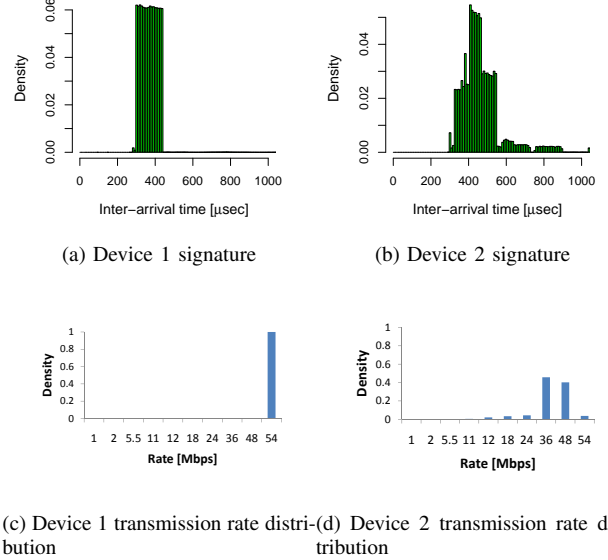 0.06
0.04
0.02
0.00
Density
0 200 400 600 800 1000
Inter−arrival time [μsec]
(a) Device 1 signature
0.04
0.02
0.00
Density
0 200 400 600 800 1000
Inter−arrival time [μsec]
(b) Device 2 signature
1
0.8
0.6
0.4
0.2
0
Density
1 2 5.5 11 12 18 24 36 48 54
Rate [Mbps]
(c) Device 1 transmission rate distri-
bution
1
0.8
0.6
0.4
0.2
0
Density
1 2 5.5 11 12 18 24 36 48 54
Rate [Mbps]
(d) Device 2 transmission rate d
tribution